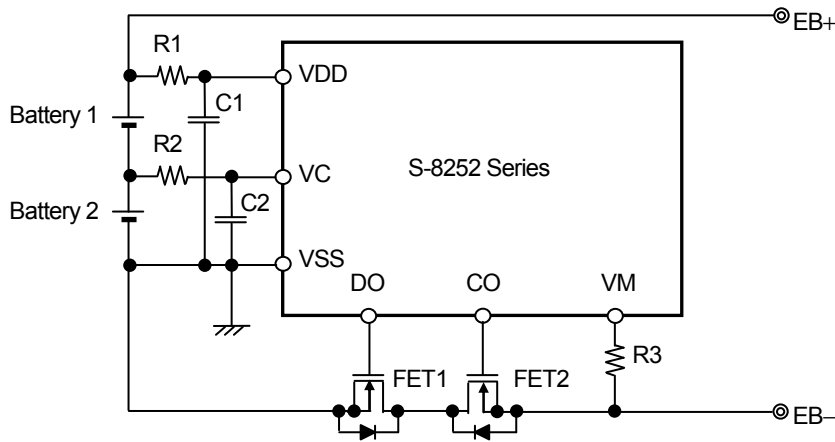 EB+
R1
VDD
C1
Battery 1
R2
S-8252 Series
VC
C2
Battery 2
VSS
DO
CO
VM
R3
FET1
FET2
EB−